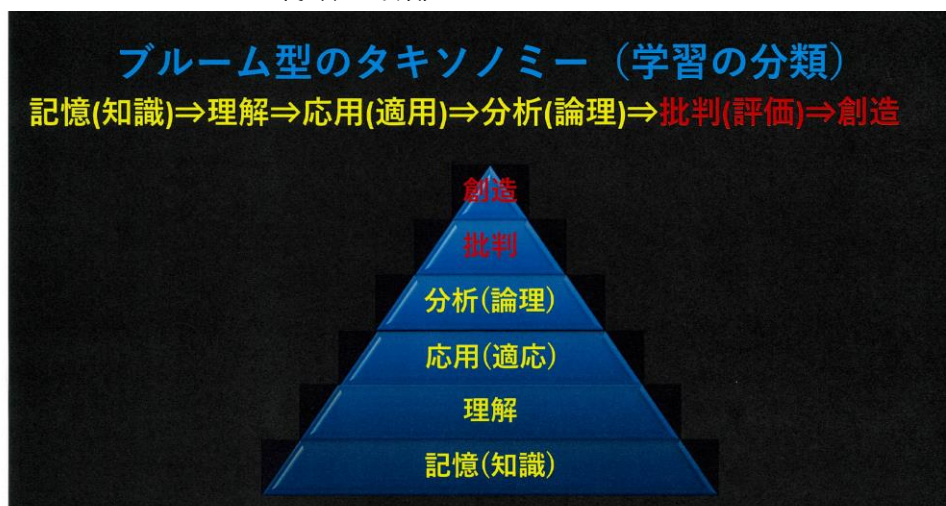 ブルーム型のタキソノミー（学習の分類）
記憶(知識)⇒理解⇒応用(適用)⇒分析(論理)⇒批判(評価)⇒創造
創造
批判
分析(論理)
応用(適応)
理解
記憶(知識)